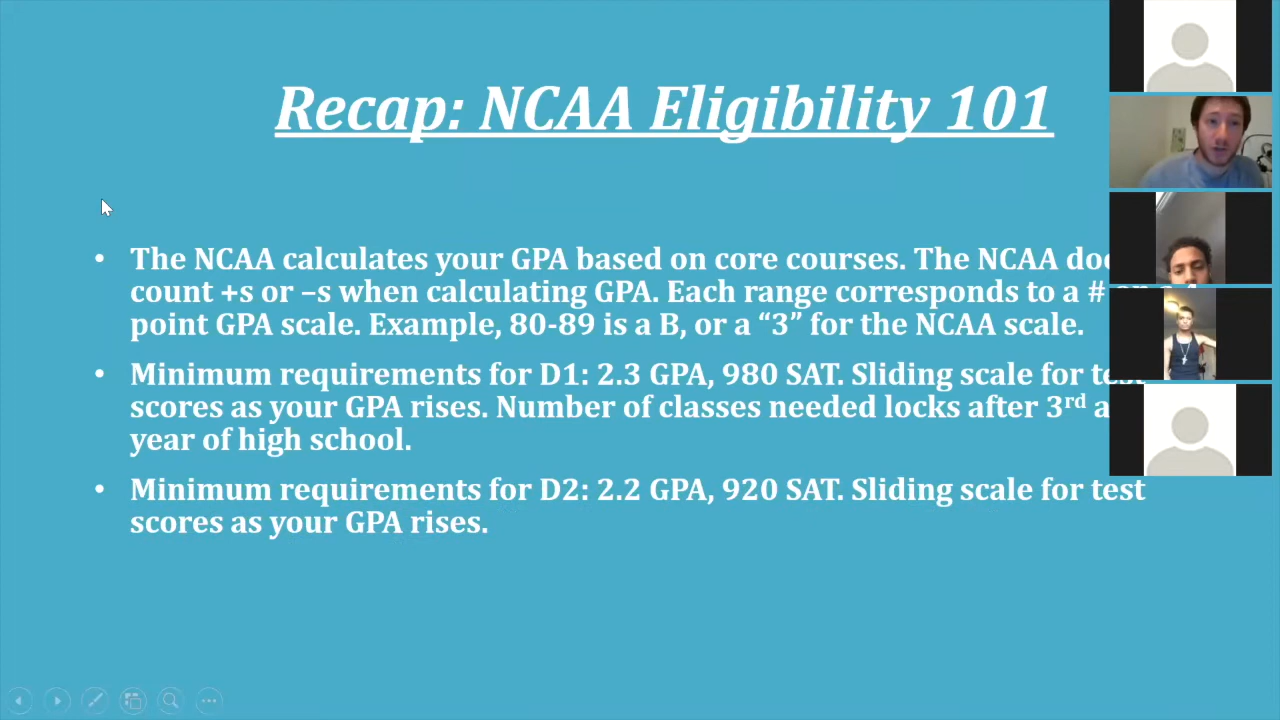 Recap: NCAA Eligibility 101
• The NCAA calculates your GPA based on core courses. The NCAA
count +s or –s when calculating GPA. Each range corresponds to a #
point GPA scale. Example, 80-89 is a B, or a “3” for the NCAA scale.
• Minimum requirements for D1: 2.3 GPA, 980 SAT. Sliding scale for test
scores as your GPA rises. Number of classes needed locks after 3rd
year of high school.
• Minimum requirements for D2: 2.2 GPA, 920 SAT. Sliding scale for test
scores as your GPA rises.